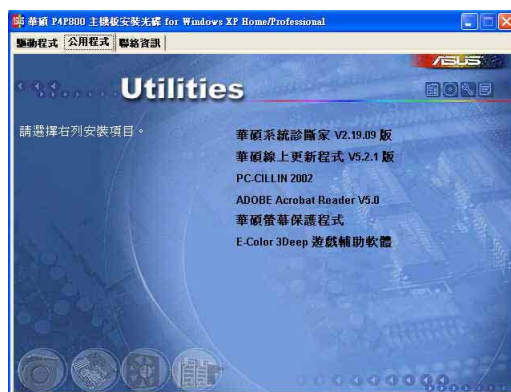 華碩 P4P800 主機板安裝光碟 for Windows XP Home/Professional
驅動程式 公用程式 聯絡資訊
ASUS
Utilities
請選擇右列安裝項目。
華碩系統診斷家 V2.19.09 版
華碩線上更新程式 V5.2.1 版
PC-CILLIN 2002
ADOBE Acrobat Reader V5.0
華碩螢幕保護程式
E-Color 3Deep 遊戲輔助軟體